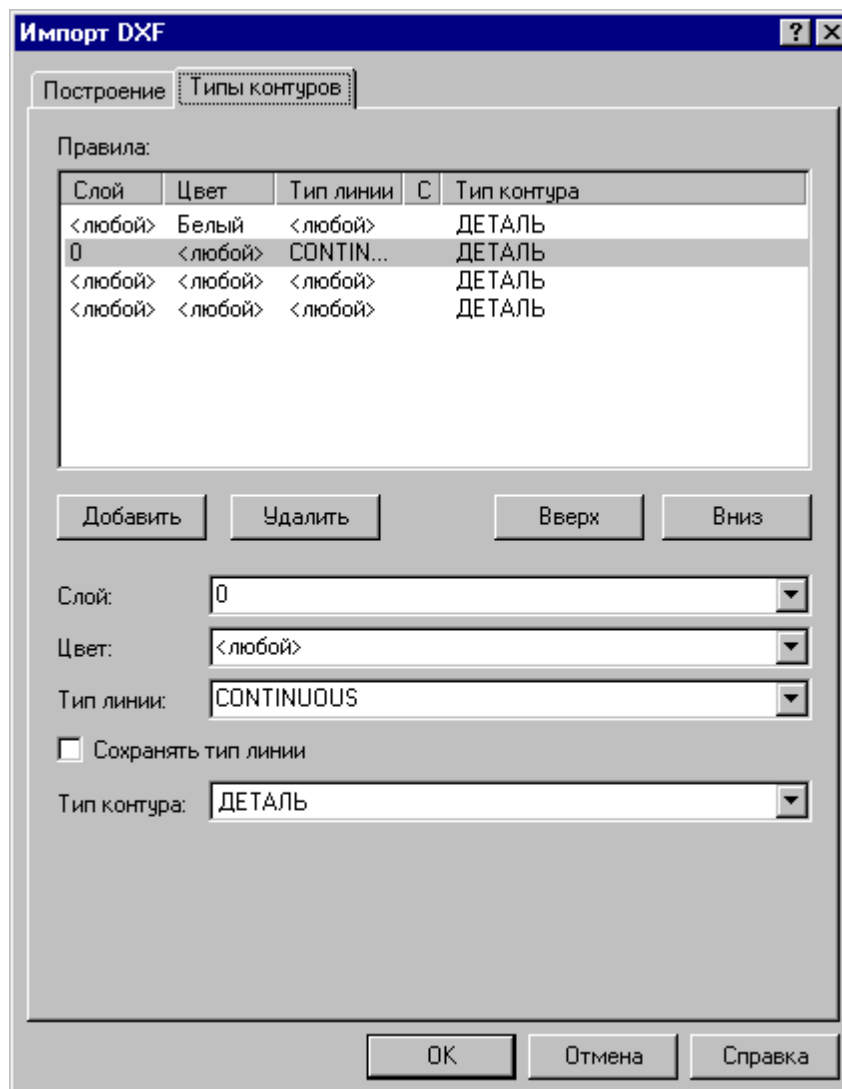 Импорт DXF
Построение Типы контуров
Правила:
Слой Цвет Тип линии С Тип контура
<любой> Белый <любой> ДЕТАЛЬ
0 <любой> CONTIN... ДЕТАЛЬ
<любой> <любой> <любой> ДЕТАЛЬ
<любой> <любой> <любой> ДЕТАЛЬ
Добавить Удалить Вверх Вниз
Слой: 0
Цвет: <любой>
Тип линии: CONTINUOUS
Сохранять тип линии
Тип контура: ДЕТАЛЬ
OK Отмена Справка